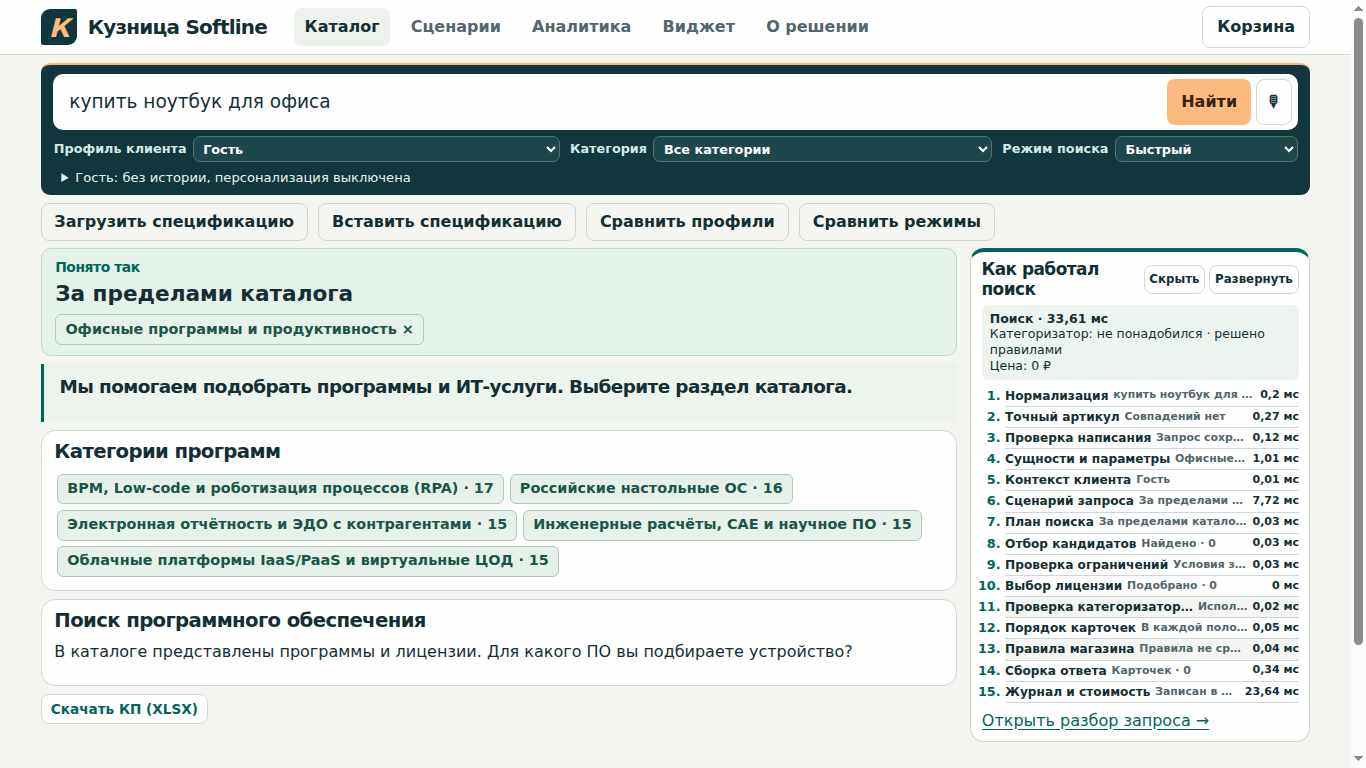 К Кузница Softline Каталог Сценарии Аналитика Виджет О решении Корзина
купить ноутбук для офиса Найти
Профиль клиента Гость Категория Все категории Режим поиска Быстрый
Гость: без истории, персонализация выключена
Загрузить спецификацию Вставить спецификацию Сравнить профили Сравнить режимы
Понято так
За пределами каталога
Офисные программы и продуктивность ×
Мы помогаем подобрать программы и ИТ-услуги. Выберите раздел каталога.
Категории программ
BPM, Low-code и роботизация процессов (RPA) · 17 Российские настольные ОС · 16
Электронная отчётность и ЭДО с контрагентами · 15 Инженерные расчёты, CAE и научное ПО · 15
Облачные платформы IaaS/PaaS и виртуальные ЦОД · 15
Поиск программного обеспечения
В каталоге представлены программы и лицензии. Для какого ПО вы подбираете устройство?
Скачать КП (XLSX)
Как работал
поиск
Скрыть Развернуть
Поиск · 33,61 мс
Категоризатор: не понадобился · решено
правилами
Цена: 0 ₽
1. Нормализация купить ноутбук для ... 0,2 мс
2. Точный артикул Совпадений нет 0,27 мс
3. Проверка написания Запрос сохр... 0,12 мс
4. Сущности и параметры Офисные... 1,01 мс
5. Контекст клиента Гость 0,01 мс
6. Сценарий запроса За пределами ... 7,72 мс
7. План поиска За пределами катало... 0,03 мс
8. Отбор кандидатов Найдено · 0 0,03 мс
9. Проверка ограничений Условия з... 0,03 мс
10. Выбор лицензии Подобрано · 0 0 мс
11. Проверка категоризатор... Испол... 0,02 мс
12. Порядок карточек В каждой поло... 0,05 мс
13. Правила магазина Правила не ср... 0,04 мс
14. Сборка ответа Карточек · 0 0,34 мс
15. Журнал и стоимость Записан в ... 23,64 мс
Открыть разбор запроса →